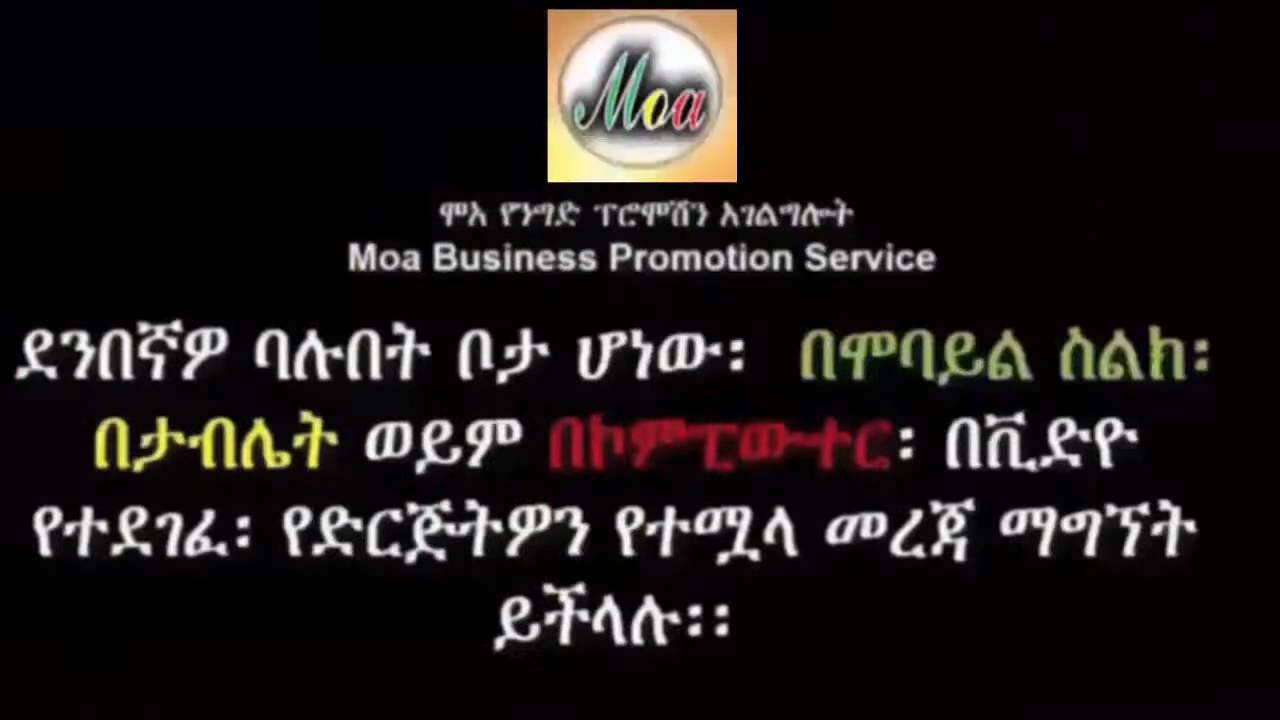 Moa
ሞአ የንግድ ፐሮሞሽን አገልግሎት
Moa Business Promotion Service
ደንበኛዎ ባሉበት ቦታ ሆነው፡ በሞባይል ስልክ፡
በታብሌት ወይም በኮምፒውተር፡ በቪድዮ
የተደገፈ፡ የድርጅትዎን የተሟላ መረጃ ማግኘት
ይችላሉ፡፡